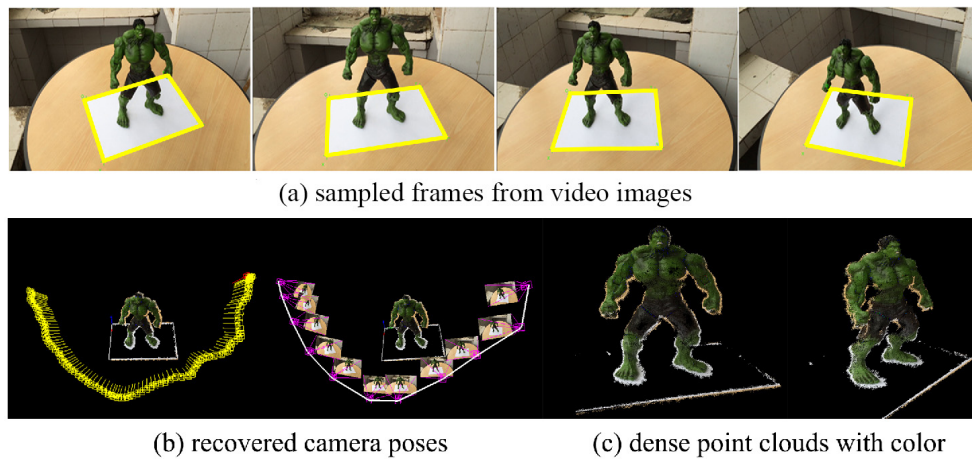 (a) sampled frames from video images
(b) recovered camera poses
(c) dense point clouds with color